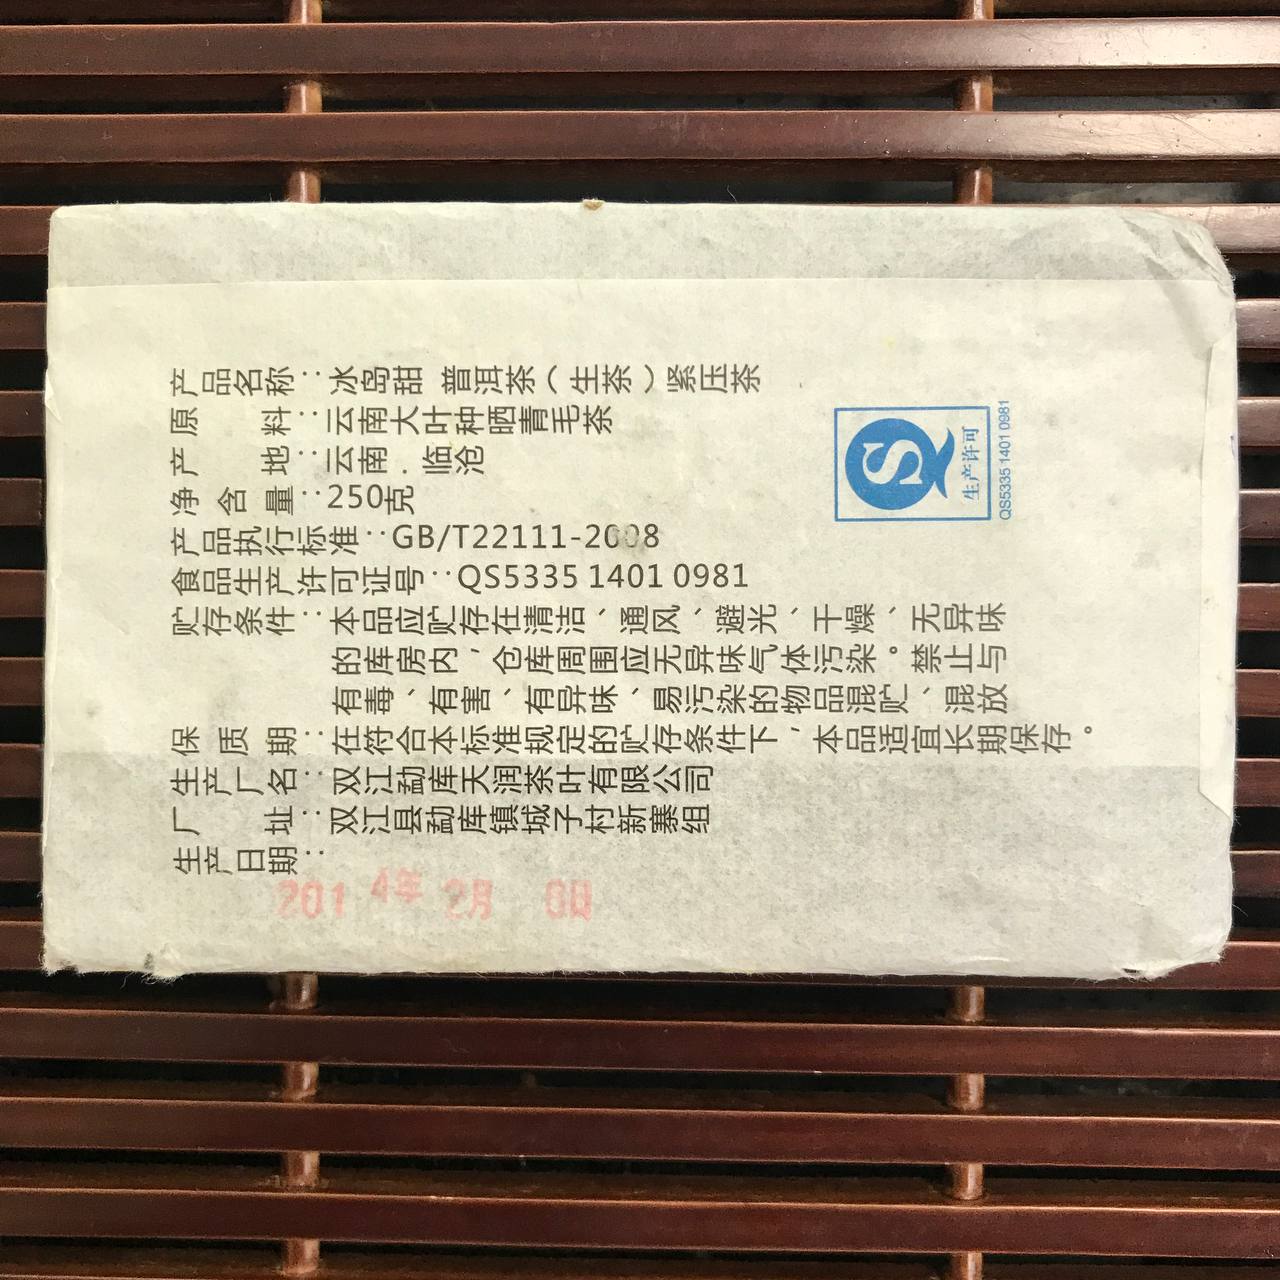 产品名称：冰岛甜 普洱茶（生茶）紧压茶
原料：云南大叶种晒青毛茶
产地：云南．临沧
净含量：250克
产品执行标准：GB/T22111-2008
食品生产许可证号：QS5335 1401 0981
贮存条件：本品应贮存在清洁、通风、避光、干燥、无异味
的库房内，仓库周围应无异味气体污染。禁止与
有毒、有害、有异味、易污染的物品混贮、混放
保质期：在符合本标准规定的贮存条件下，本品适宜长期保存。
生产厂名：双江勐库天润茶叶有限公司
厂址：双江县勐库镇城子村新寨组
生产日期：
2014年2月 8日
QS
生产许可
QS5335 1401 0981